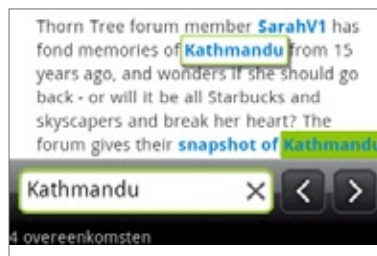 Thorn Tree forum member SarahV1 has
fond memories of Kathmandu from 15
years ago, and wonders if she should go
back - or will it be all Starbucks and
skyscapers and break her heart? The
forum gives their snapshot of Kathmandu
Kathmandu
4 overeenkomsten